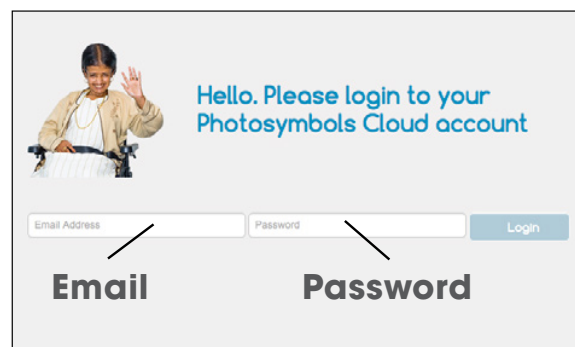 Hello. Please login to your
Photosymbols Cloud account
Email Address
Password
Login
Email
Password